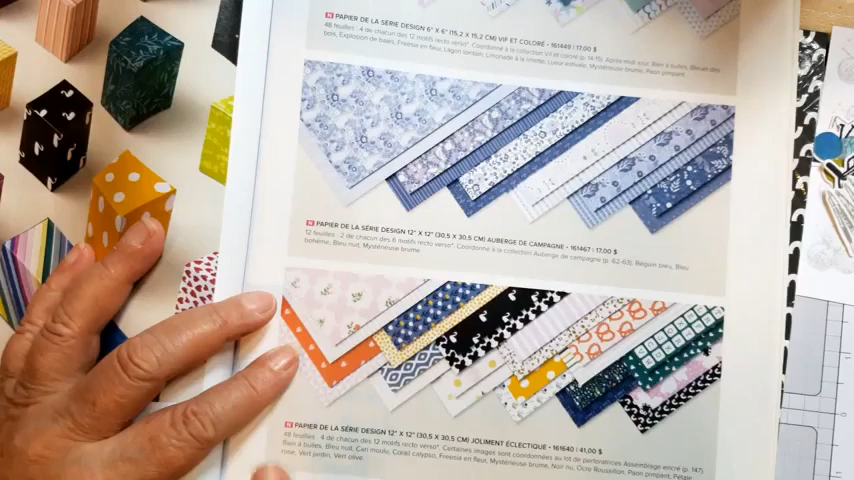 N PAPIER DE LA SÉRIE DESIGN 6" X 6" (15,2 X 15,2 CM) VIF ET COLORÉ • 161449 | 17,00 $
48 feuilles : 4 de chacun des 12 motifs recto verso*. Coordonné à la collection Vif et coloré (p. 14-15). Après-midi sur, Bien à bulles, Bleuet des
bois, Explosion de baies, Freesia en fleur, Lagon lointain, Limonade à la limette, Lueur estivale, Mystérieuse brume, Paon pimpant.
N PAPIER DE LA SÉRIE DESIGN 12" X 12" (30,5 X 30,5 CM) AUBERGE DE CAMPAGNE • 161467 | 17,00 $
12 feuilles : 2 de chacun des 6 motifs recto verso*. Coordonné à la collection Auberge de campagne (p. 62-63). Béguin bleu, Bleu
bohème, Bleu nuit, Mystérieuse brume
N PAPIER DE LA SÉRIE DESIGN 12" X 12" (30,5 X 30,5 CM) JOLIMENT ÉCLECTIQUE • 161640 | 41,00 $
48 feuilles : 4 de chacun des 12 motifs recto verso*. Certaines images sont coordonnées au lot de perforatrices Assemblage encré (p. 147).
Bien à bulles, Bleu nuit, Cari moulu, Corail calypso, Freesia en fleur, Mystérieuse brume, Noir nu, Ocre Roussillon, Paon pimpant, Pétale
rose, Vert jardin, Vert olive.